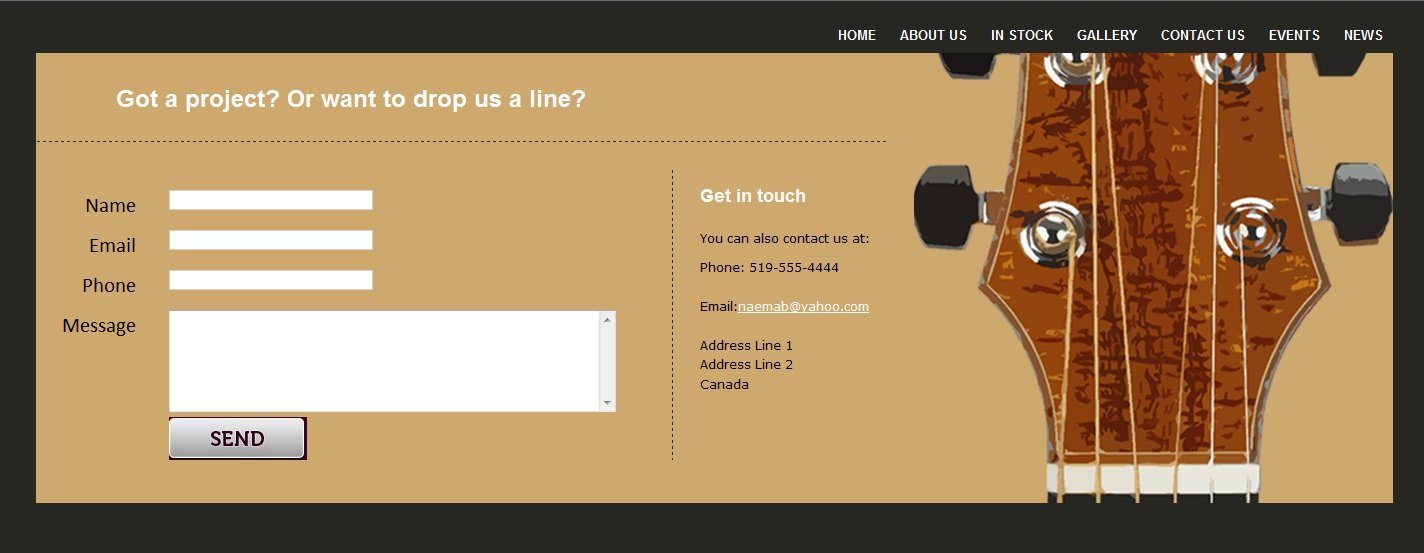 HOME ABOUT US IN STOCK GALLERY CONTACT US EVENTS NEWS
Got a project? Or want to drop us a line?
Name
Email
Phone
Message
SEND
Get in touch
You can also contact us at:
Phone: 519-555-4444
Email:naemab@yahoo.com
Address Line 1
Address Line 2
Canada